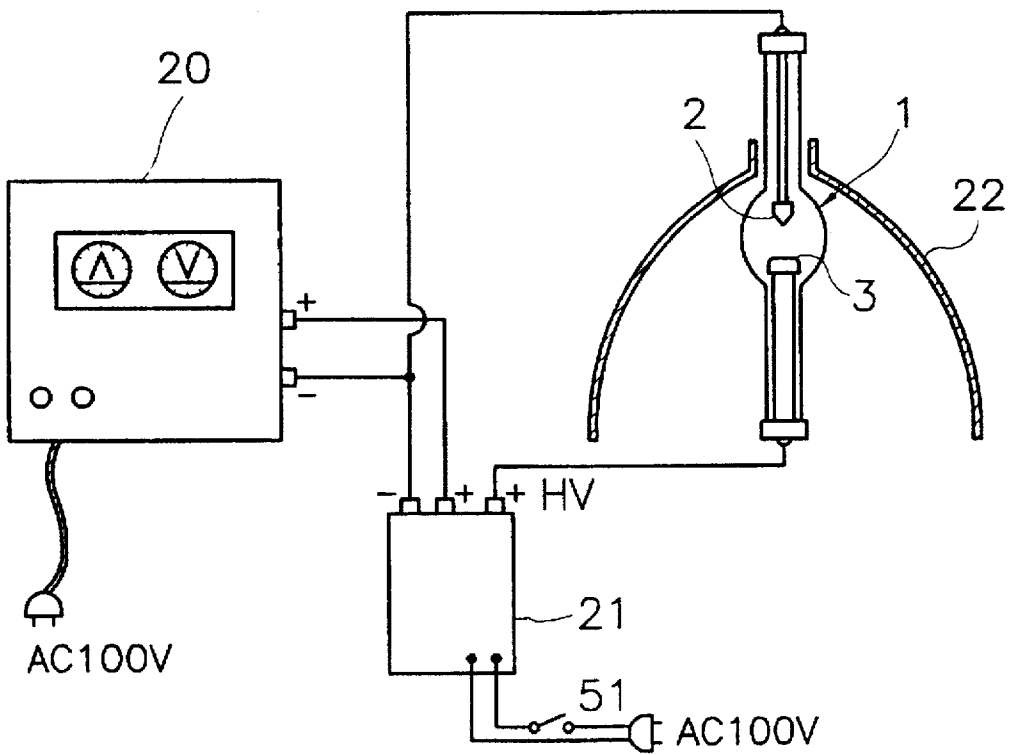 20
2
1
22
Λ V
3
+
-
- + + HV
21
AC100V
51
AC100V